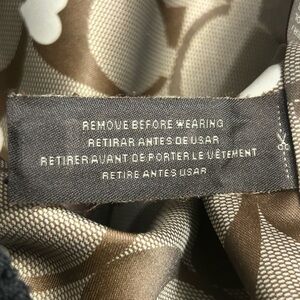 REMOVE BEFORE WEARING
RETIRAR ANTES DE USAR
RETIRER AVANT DE PORTER LE VÊTEMENT
RETIRE ANTES USAR